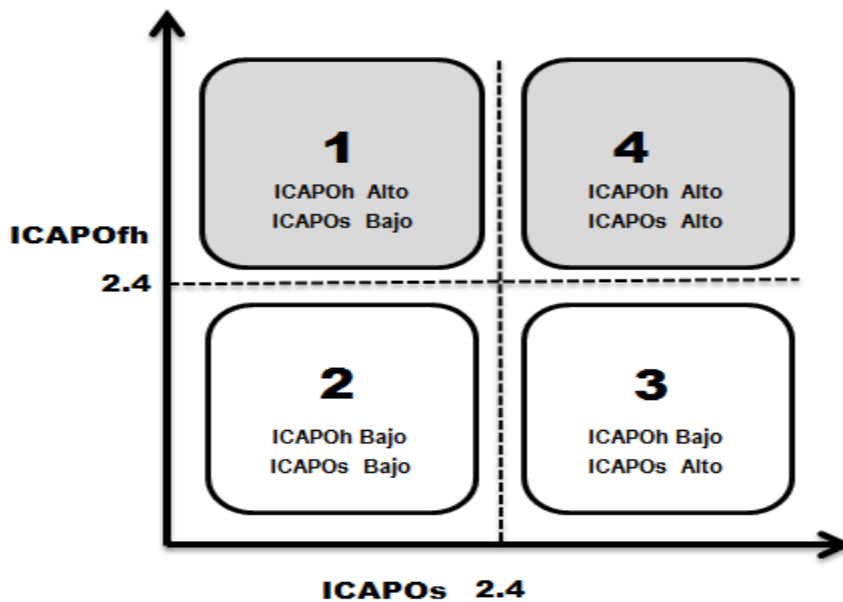 1
ICAPOh Alto
ICAPOs Bajo
4
ICAPOh Alto
ICAPOs Alto
ICAPOfh
2.4
2
ICAPOh Bajo
ICAPOs Bajo
3
ICAPOh Bajo
ICAPOs Alto
ICAPOs 2.4